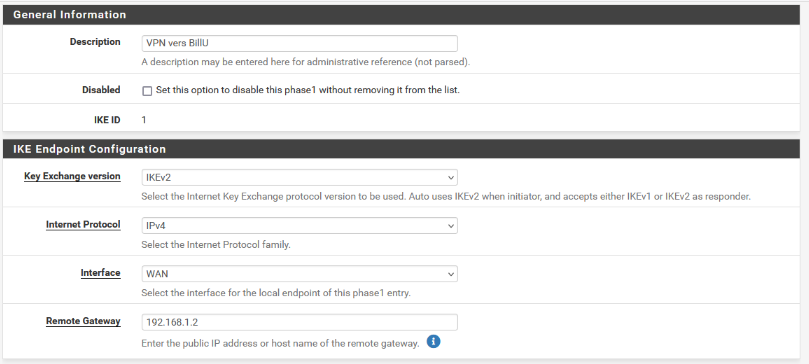 General Information
Description
VPN vers BillU
A description may be entered here for administrative reference (not parsed).
Disabled
Set this option to disable this phase1 without removing it from the list.
IKE ID
1
IKE Endpoint Configuration
Key Exchange version
IKEv2
Select the Internet Key Exchange protocol version to be used. Auto uses IKEv2 when initiator, and accepts either IKEv1 or IKEv2 as responder.
Internet Protocol
IPv4
Select the Internet Protocol family.
Interface
WAN
Select the interface for the local endpoint of this phase1 entry.
Remote Gateway
192.168.1.2
Enter the public IP address or host name of the remote gateway.